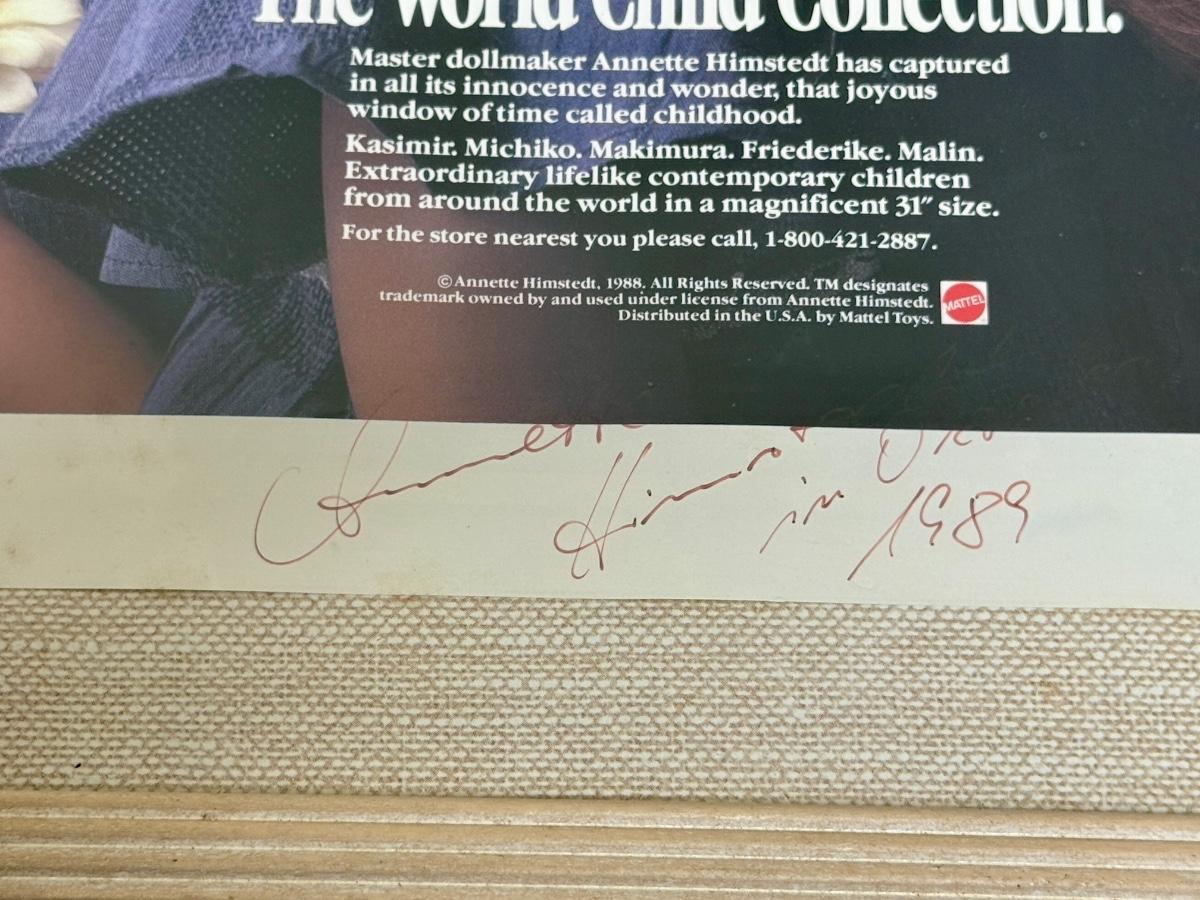 The World Child Collection.
Master dollmaker Annette Himstedt has captured
in all its innocence and wonder, that joyous
window of time called childhood.
Kasimir. Michiko. Makimura. Friederike. Malin.
Extraordinary lifelike contemporary children
from around the world in a magnificent 31″ size.
For the store nearest you please call, 1-800-421-2887.
©Annette Himstedt, 1988. All Rights Reserved. TM designates
trademark owned by and used under license from Annette Himstedt.
Distributed in the U.S.A. by Mattel Toys.
MATTEL
Annette Himstedt in
1989